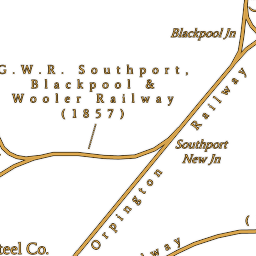 Blackpool Jn
G.W.R. Southport,
Blackpool &
Wooler Railway
(1857)
Southport
New Jn
Orpington Railway
teel Co.
(